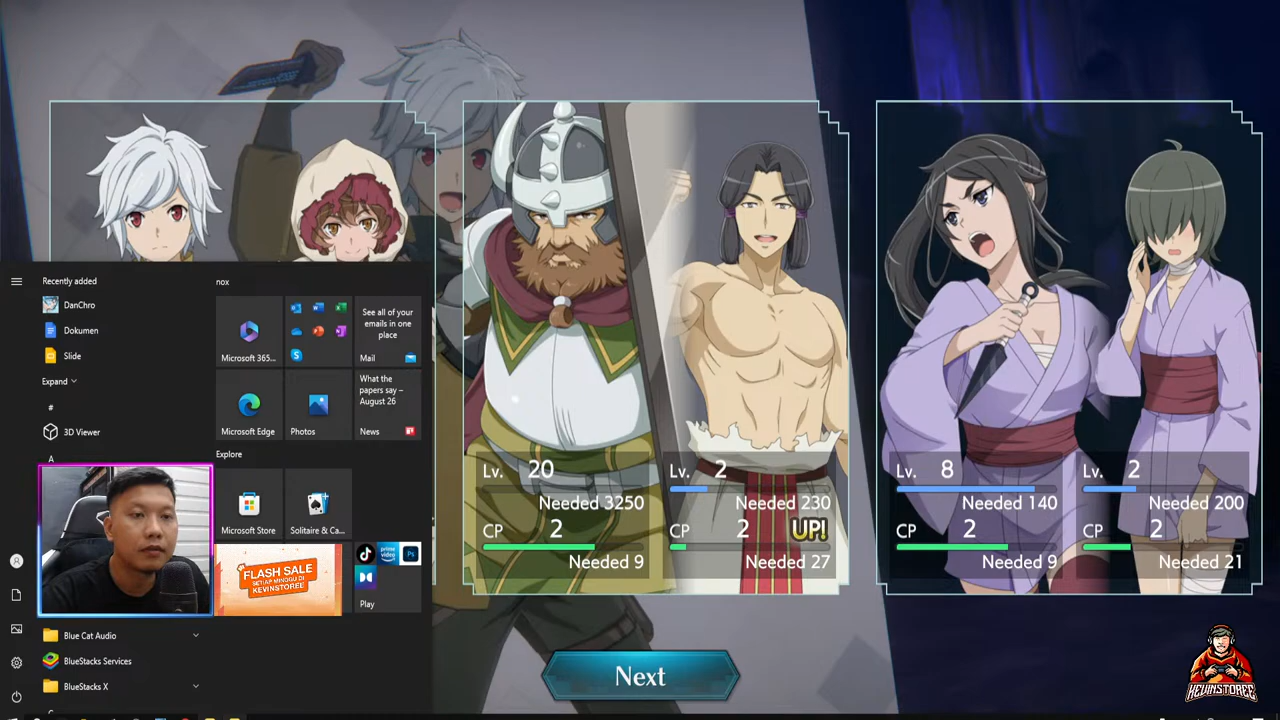 Recently added
DanChro
Dokumen
Slide
Expand
#
3D Viewer
A
nox
Microsoft 365...
See all of your emails in one place
Mail
Microsoft Edge
Photos
What the papers say – August 26
News
Explore
Microsoft Store
Solitaire & Ca...
FLASH SALE
SETIAP MINGGU DI
KEVINSTOREE
prime video
Ps
Play
Blue Cat Audio
BlueStacks Services
BlueStacks X
Lv. 20
Needed 3250
CP 2
Needed 9
Lv. 2
Needed 230
CP 2 UP!
Needed 27
Lv. 8
Needed 140
CP 2
Needed 9
Lv. 2
Needed 200
CP 2
Needed 21
Next
KEVINSTOREE